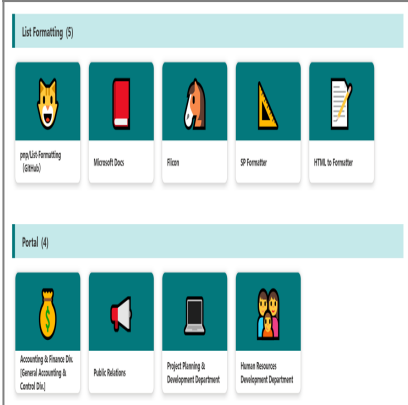 List Formatting (5)
pnp/List-Formatting
(GitHub)
Microsoft Docs
Flicon
SP Formatter
HTML to Formatter
Portal (4)
Accounting & Finance Div.
(General Accounting &
Control Div.)
Public Relations
Project Planning &
Development Department
Human Resources
Development Department